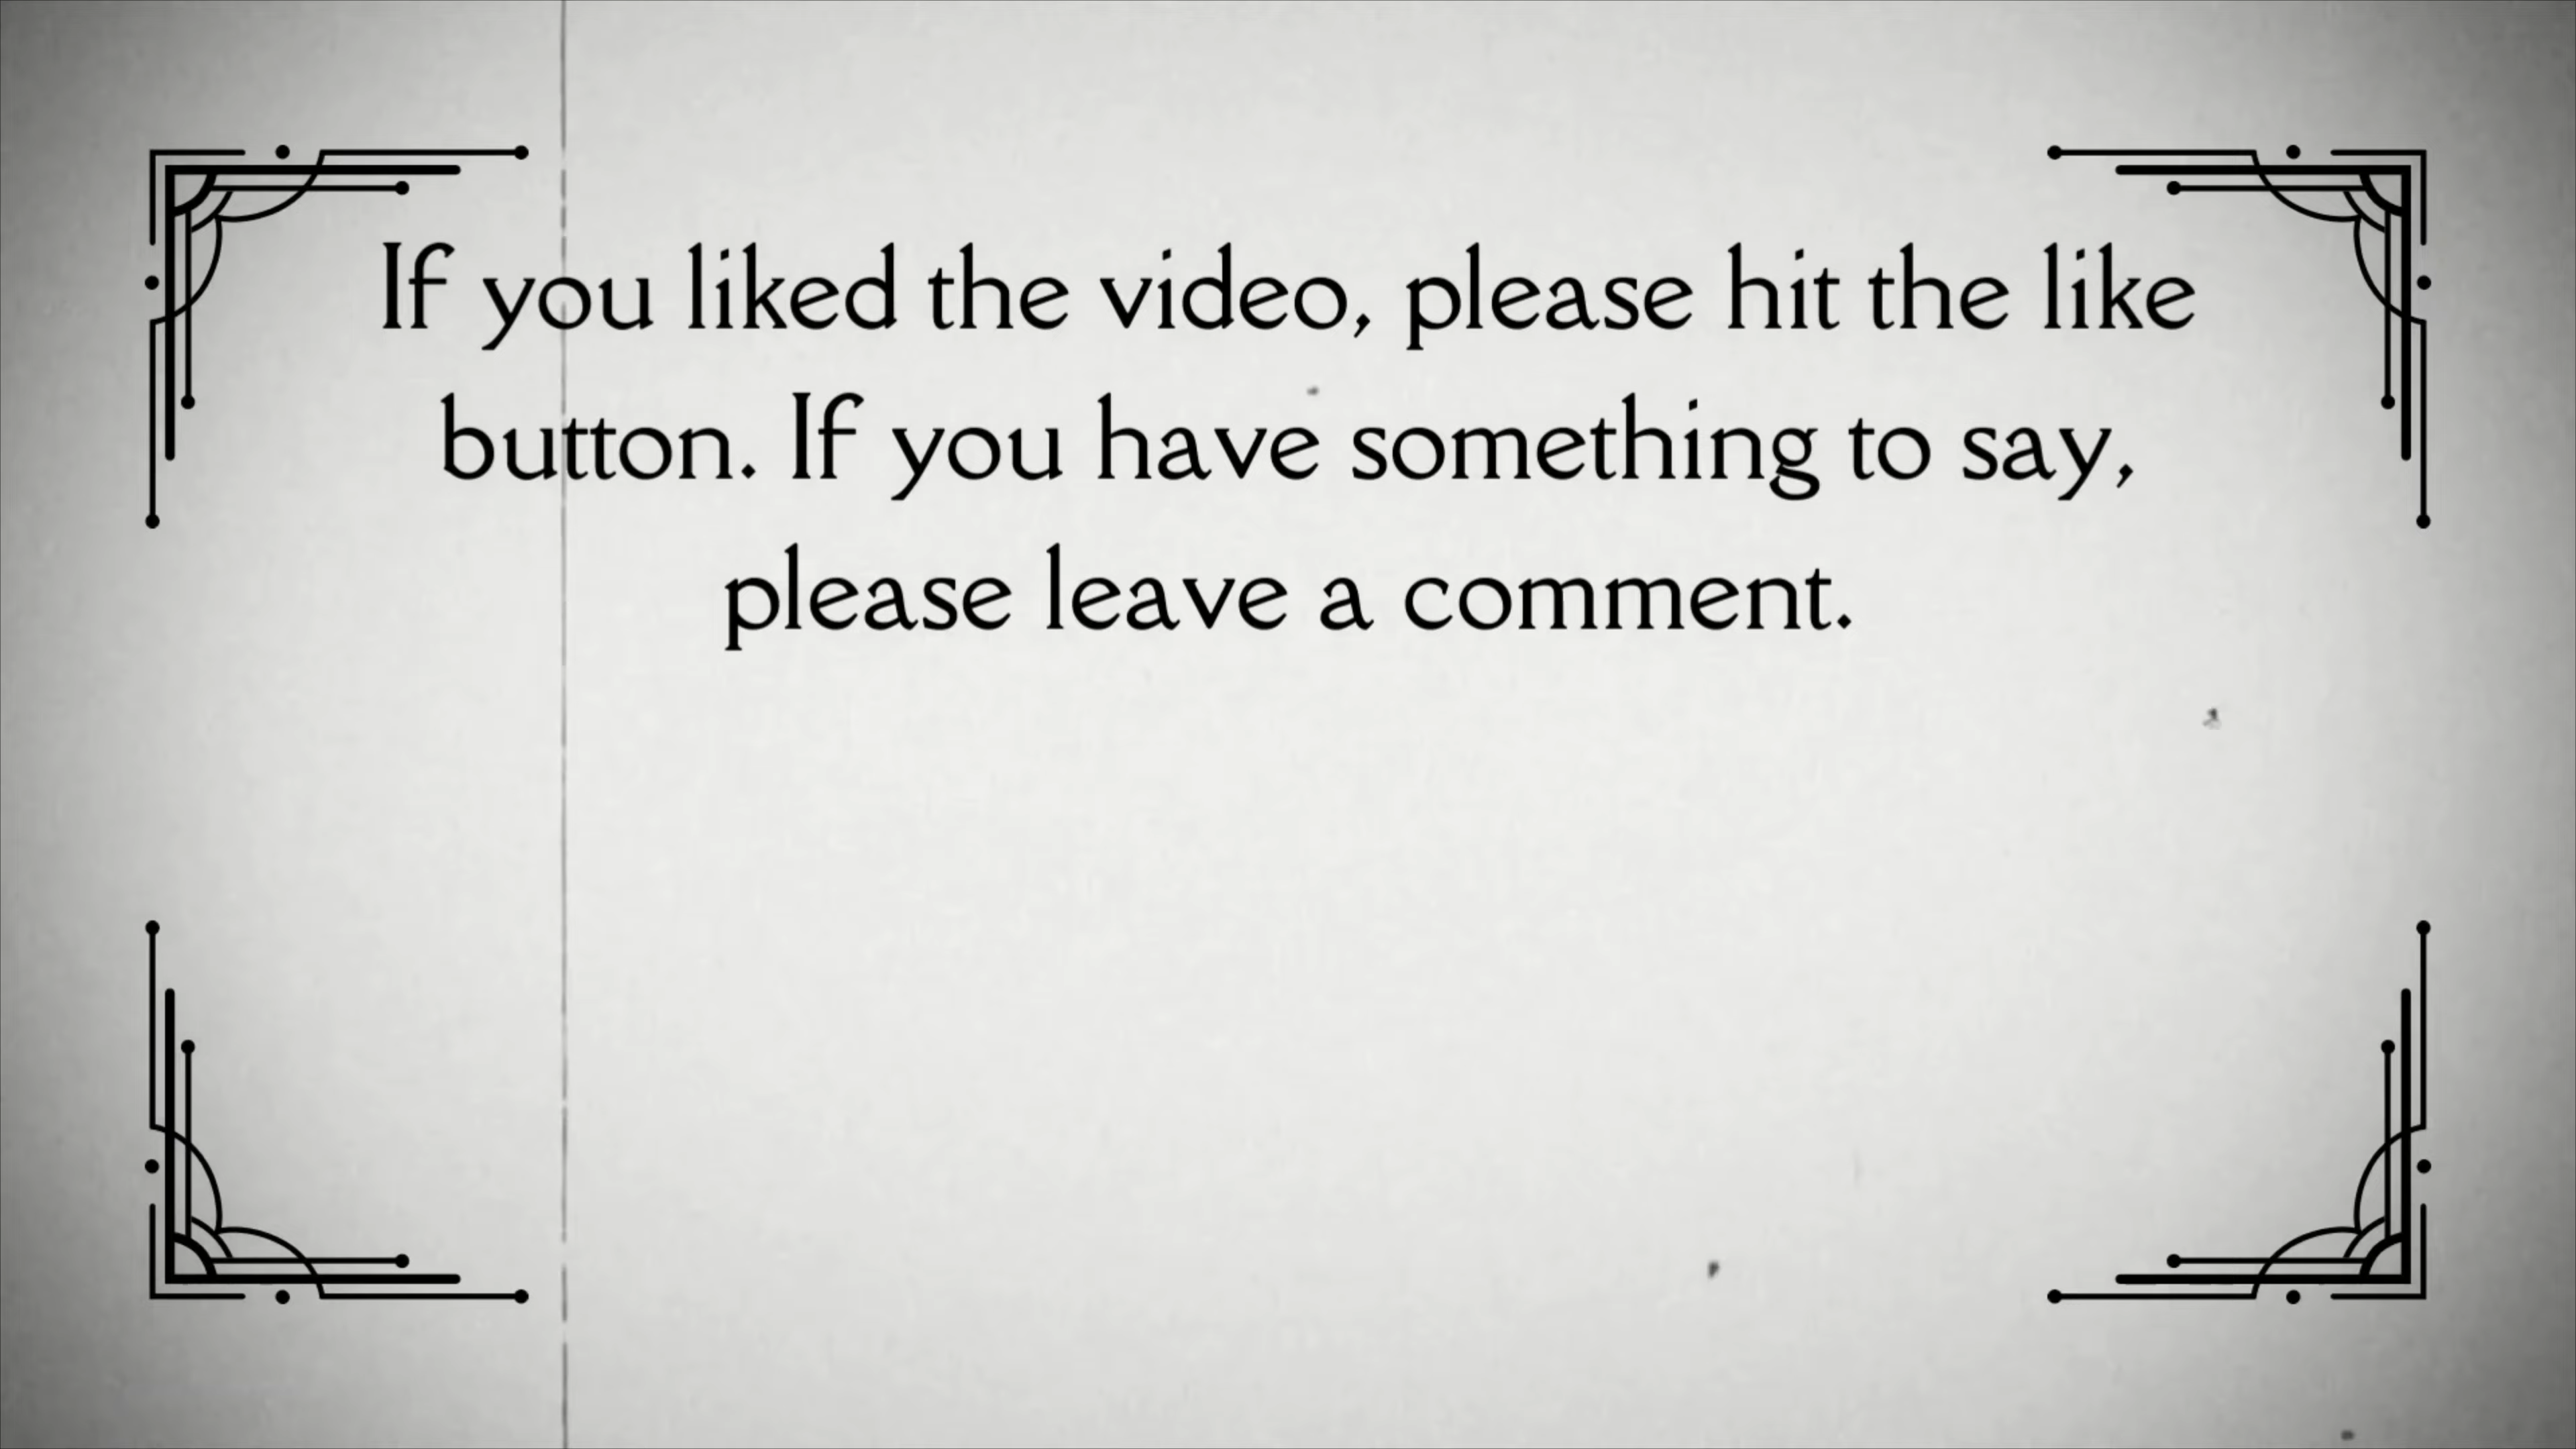 If you liked the video, please hit the like
button. If you have something to say,
please leave a comment.